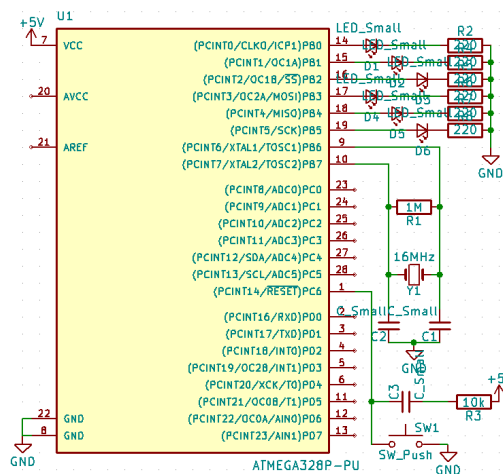 U1
+5V
7 VCC
20 AVCC
21 AREF
22 GND
8 GND
GND
(PCINT0/CLKO/ICP1)PB0 14
(PCINT1/OC1A)PB1 15
(PCINT2/OC1B/SS)PB2 16
(PCINT3/OC2A/MOSI)PB3 17
(PCINT4/MISO)PB4 18
(PCINT5/SCK)PB5 19
(PCINT6/XTAL1/TOSC1)PB6 9
(PCINT7/XTAL2/TOSC2)PB7 10
(PCINT8/ADC0)PC0 23
(PCINT9/ADC1)PC1 24
(PCINT10/ADC2)PC2 25
(PCINT11/ADC3)PC3 26
(PCINT12/SDA/ADC4)PC4 27
(PCINT13/SCL/ADC5)PC5 28
(PCINT14/RESET)PC6 1
(PCINT16/RXD)PD0 2
(PCINT17/TXD)PD1 3
(PCINT18/INT0)PD2 4
(PCINT19/OC2B/INT1)PD3 5
(PCINT20/XCK/T0)PD4 6
(PCINT21/OC0B/T1)PD5 11
(PCINT22/OC0A/AIN0)PD6 12
(PCINT23/AIN1)PD7 13
ATMEGA328P-PU
LED_Small
D1
D2
D3
D4
D5
D6
R2
220
220
220
220
220
220
GND
1M
R1
16MHz
Y1
C_Small
C_Small
C2
C1
GND
C3
C_Small
10k
R3
SW1
SW_Push
GND